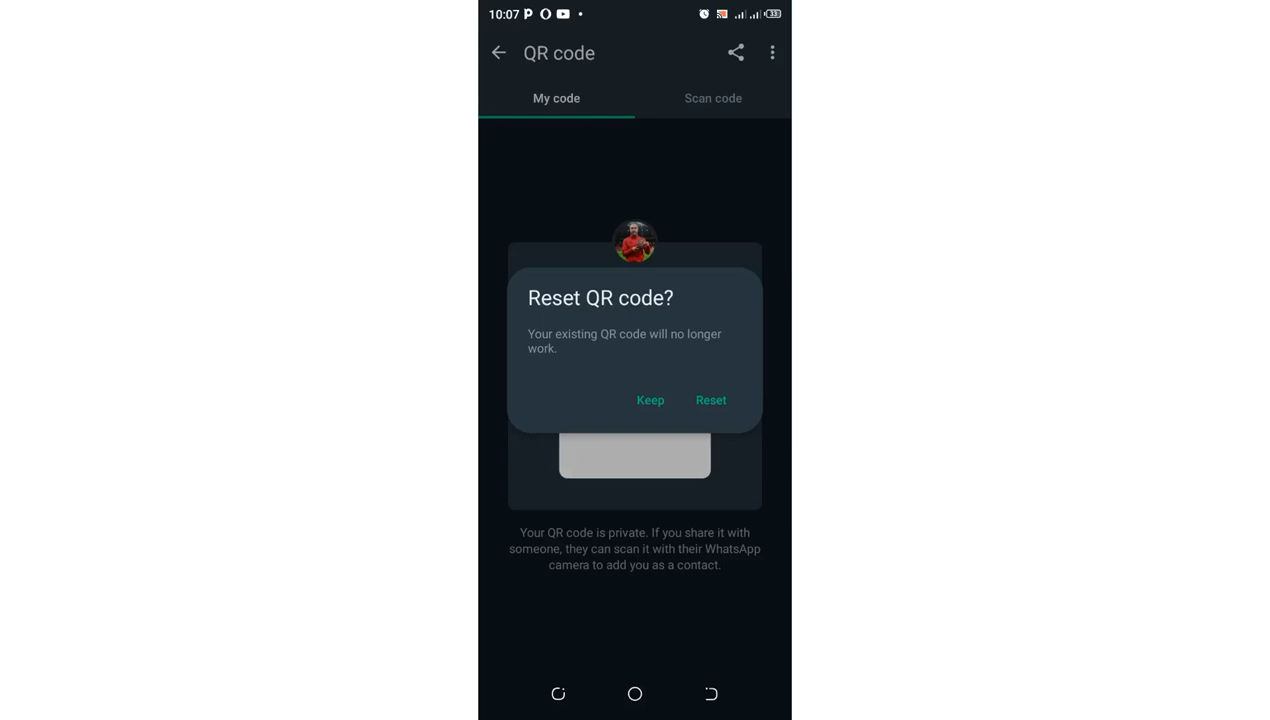 10:07
33
QR code
My code
Scan code
Reset QR code?
Your existing QR code will no longer
work.
Keep
Reset
Your QR code is private. If you share it with
someone, they can scan it with their WhatsApp
camera to add you as a contact.